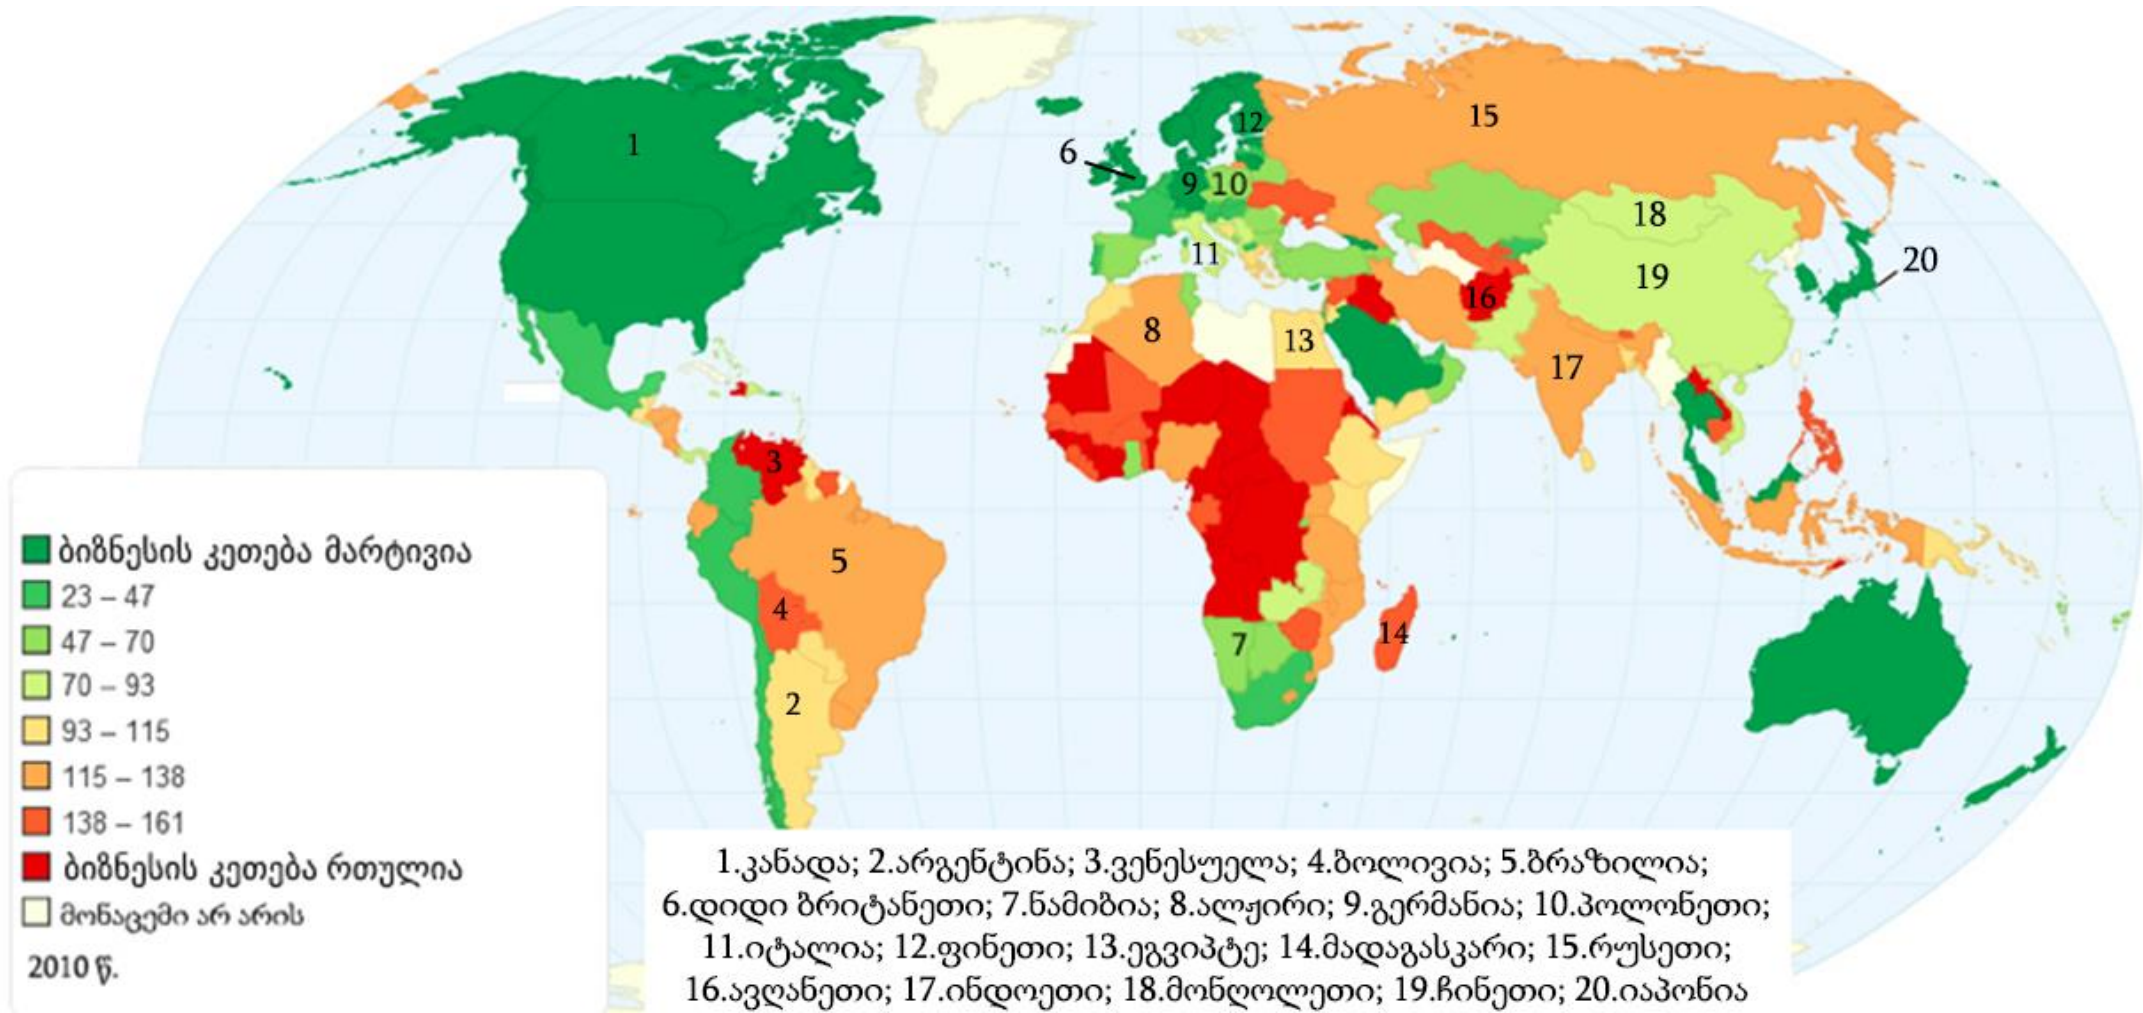 1
2
3
4
5
6
7
8
9
10
11
12
13
14
15
16
17
18
19
20
ბიზნესის კეთება მარტივია
23 – 47
47 – 70
70 – 93
93 – 115
115 – 138
138 – 161
ბიზნესის კეთება რთულია
მონაცემი არ არის
2010 წ.
1.კანადა; 2.არგენტინა; 3.ვენესუელა; 4.ბოლივია; 5.ბრაზილია;
6.დიდი ბრიტანეთი; 7.ნამიბია; 8.ალჟირი; 9.გერმანია; 10.პოლონეთი;
11.იტალია; 12.ფინეთი; 13.ეგვიპტე; 14.მადაგასკარი; 15.რუსეთი;
16.ავღანეთი; 17.ინდოეთი; 18.მონღოლეთი; 19.ჩინეთი; 20.იაპონია